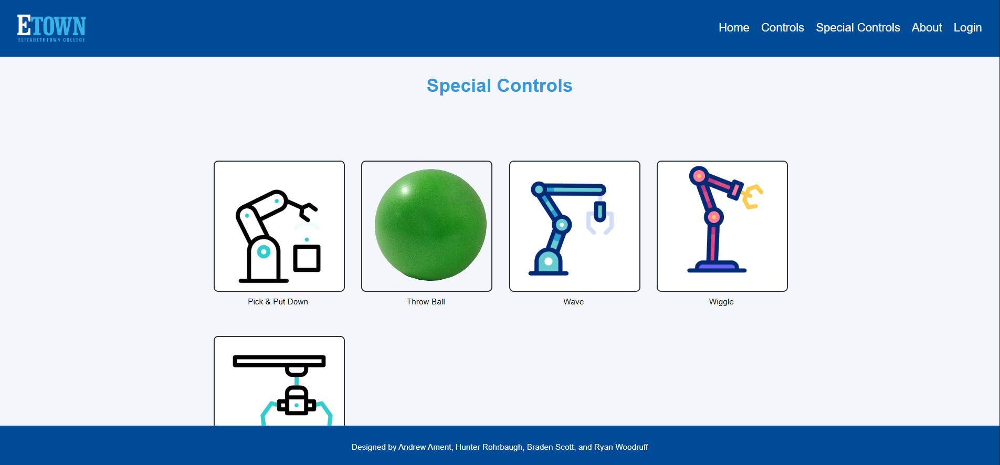 ETOWN
ELIZABETHTOWN COLLEGE
Home Controls Special Controls About Login
Special Controls
Pick & Put Down
Throw Ball
Wave
Wiggle
Designed by Andrew Ament, Hunter Rohrbaugh, Braden Scott, and Ryan Woodruff